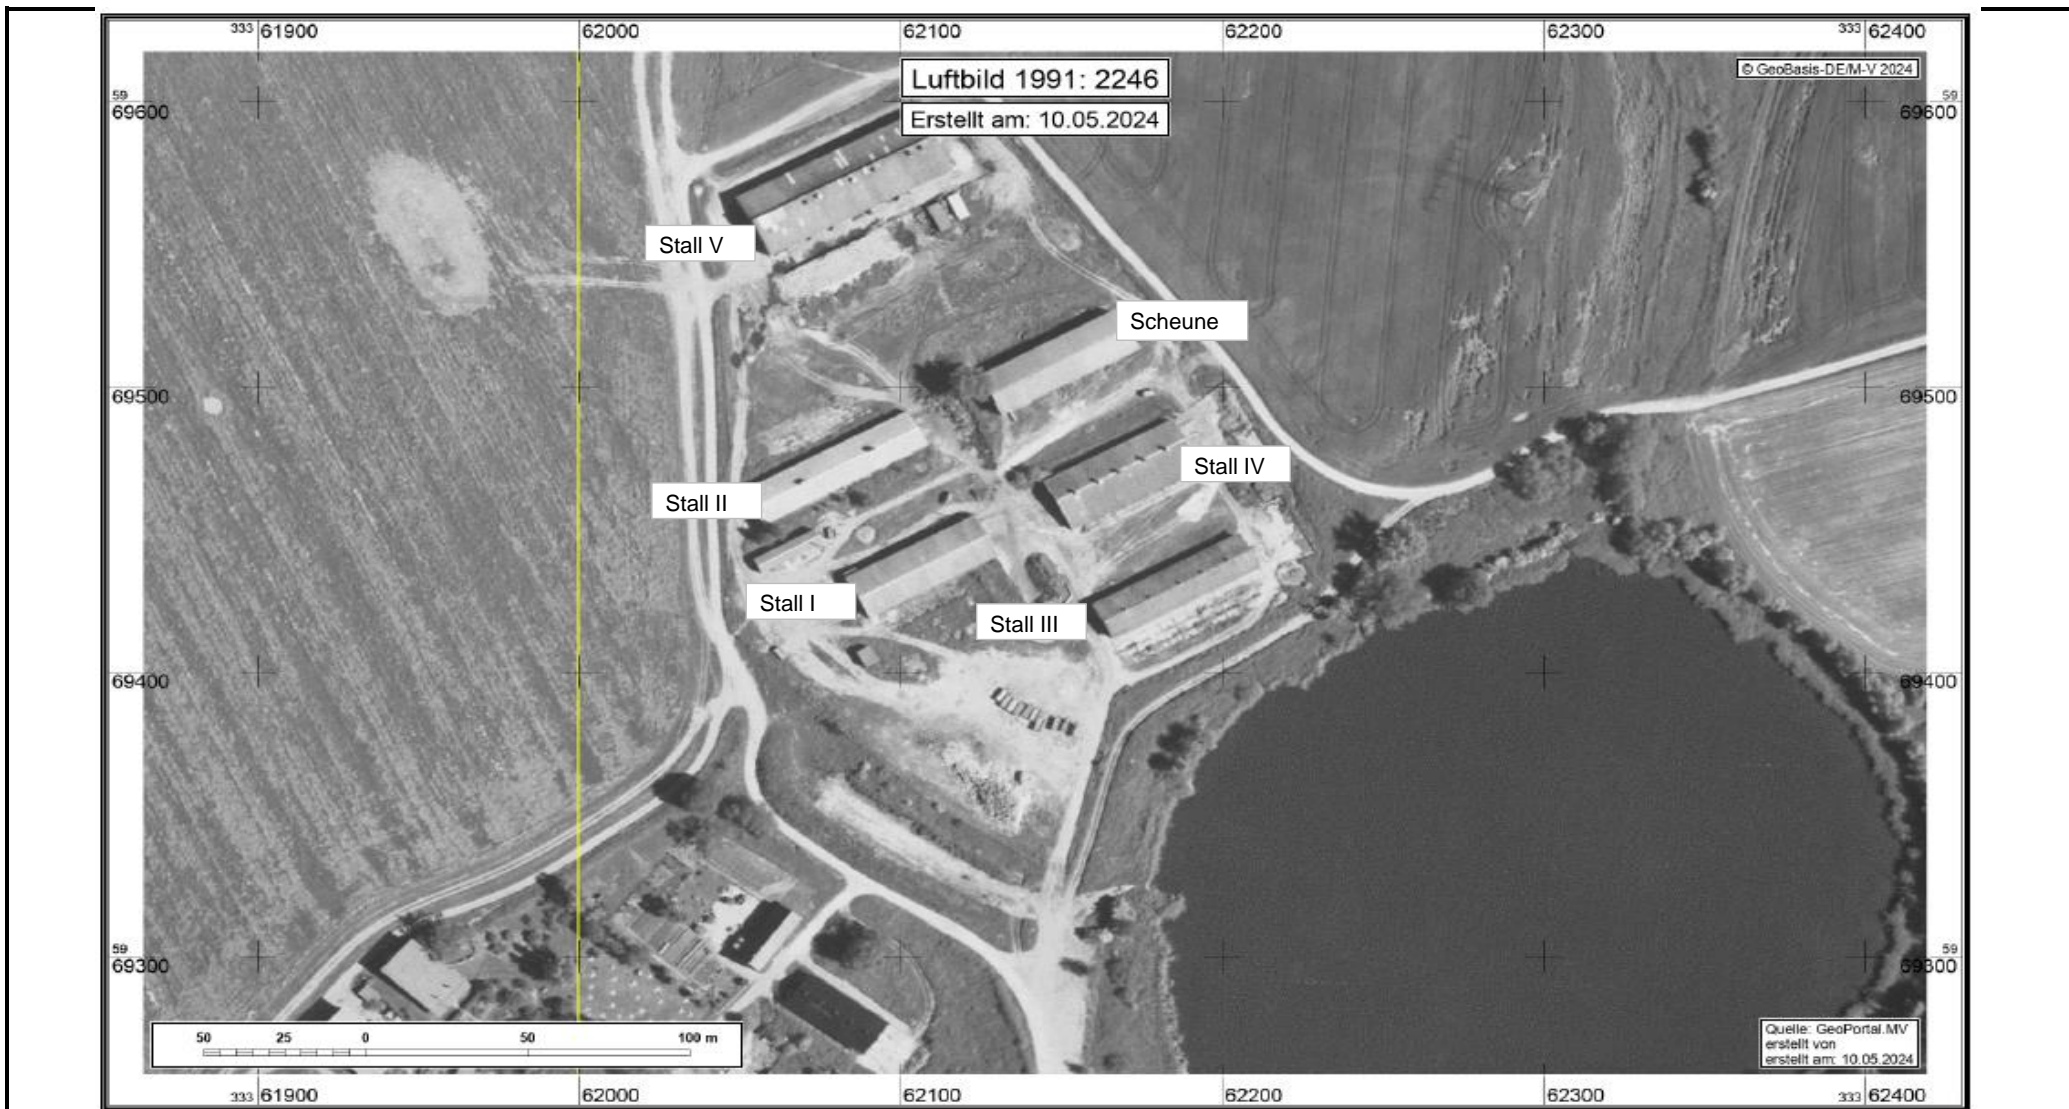 333 61900 62000 62100 62200 62300 333 62400
Luftbild 1991: 2246
Erstellt am: 10.05.2024
© GeoBasis-DE/M-V 2024
59
69600
59
69600
Stall V
Scheune
69500
69500
Stall IV
Stall II
Stall I
Stall III
69400
69400
59
69300
59
69300
50 25 0 50 100 m
Quelle: GeoPortal.MV
erstellt von
erstellt am: 10.05.2024
333 61900 62000 62100 62200 62300 333 62400